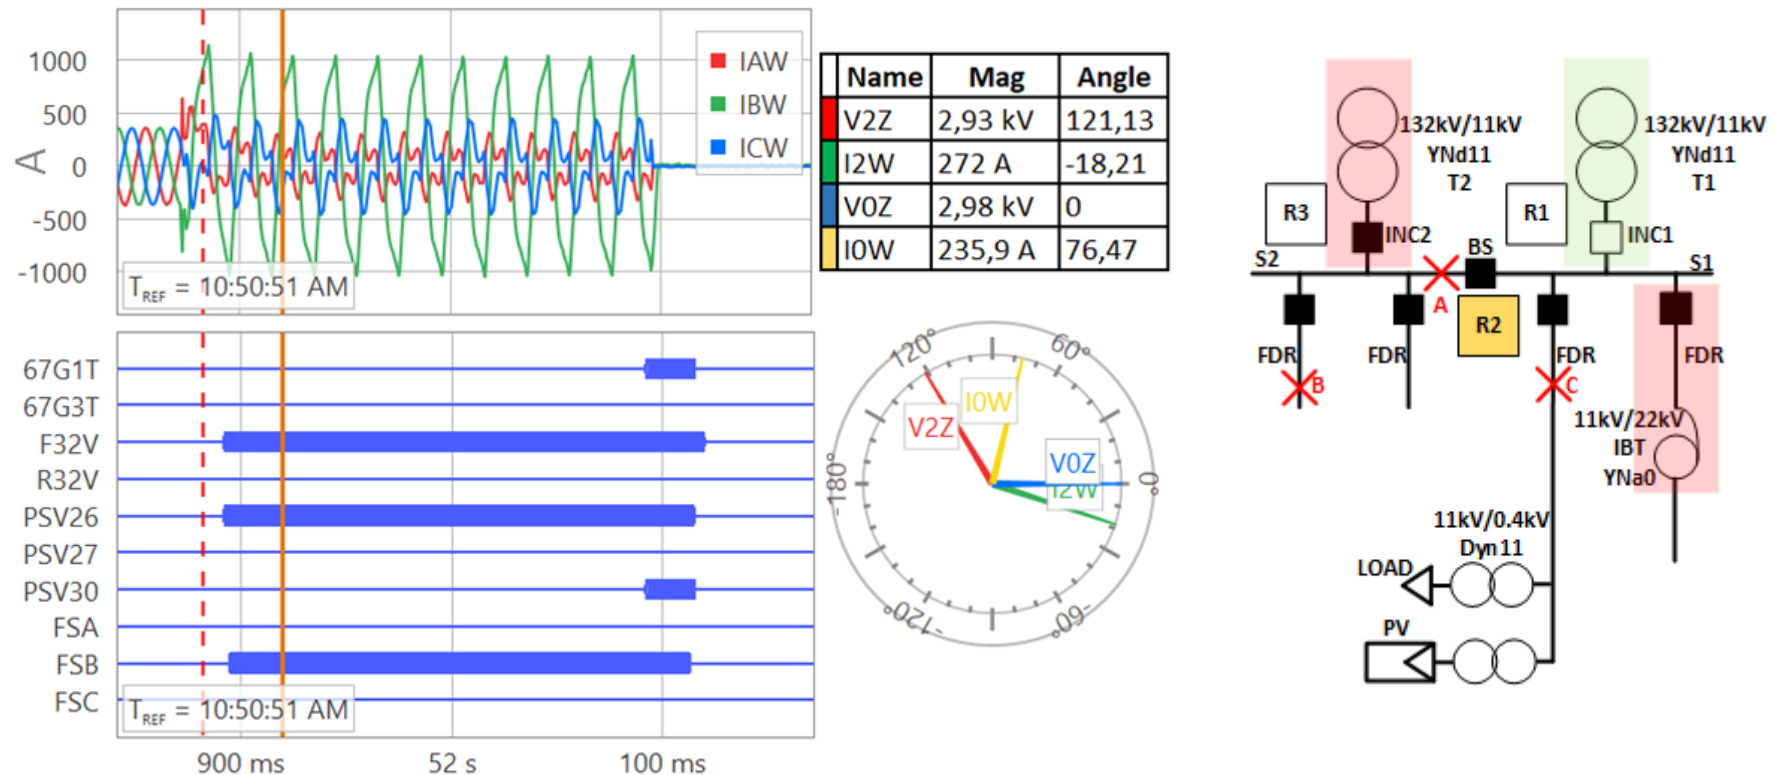 1000
500
0
-500
-1000
A
IAW
IBW
ICW
TREF = 10:50:51 AM
67G1T
67G3T
F32V
R32V
PSV26
PSV27
PSV30
FSA
FSB
FSC
TREF = 10:50:51 AM
900 ms
52 s
100 ms
Name Mag Angle
V2Z 2,93 kV 121,13
I2W 272 A -18,21
V0Z 2,98 kV 0
I0W 235,9 A 76,47
120°
60°
0°
-60°
-120°
-180°
V2Z
I0W
V0Z
I2W
132kV/11kV
YNd11
T2
132kV/11kV
YNd11
T1
R3
R1
INC2
BS
INC1
S2
S1
A
R2
FDR
FDR
FDR
FDR
B
C
11kV/22kV
IBT
YNa0
11kV/0.4kV
Dyn11
LOAD
PV